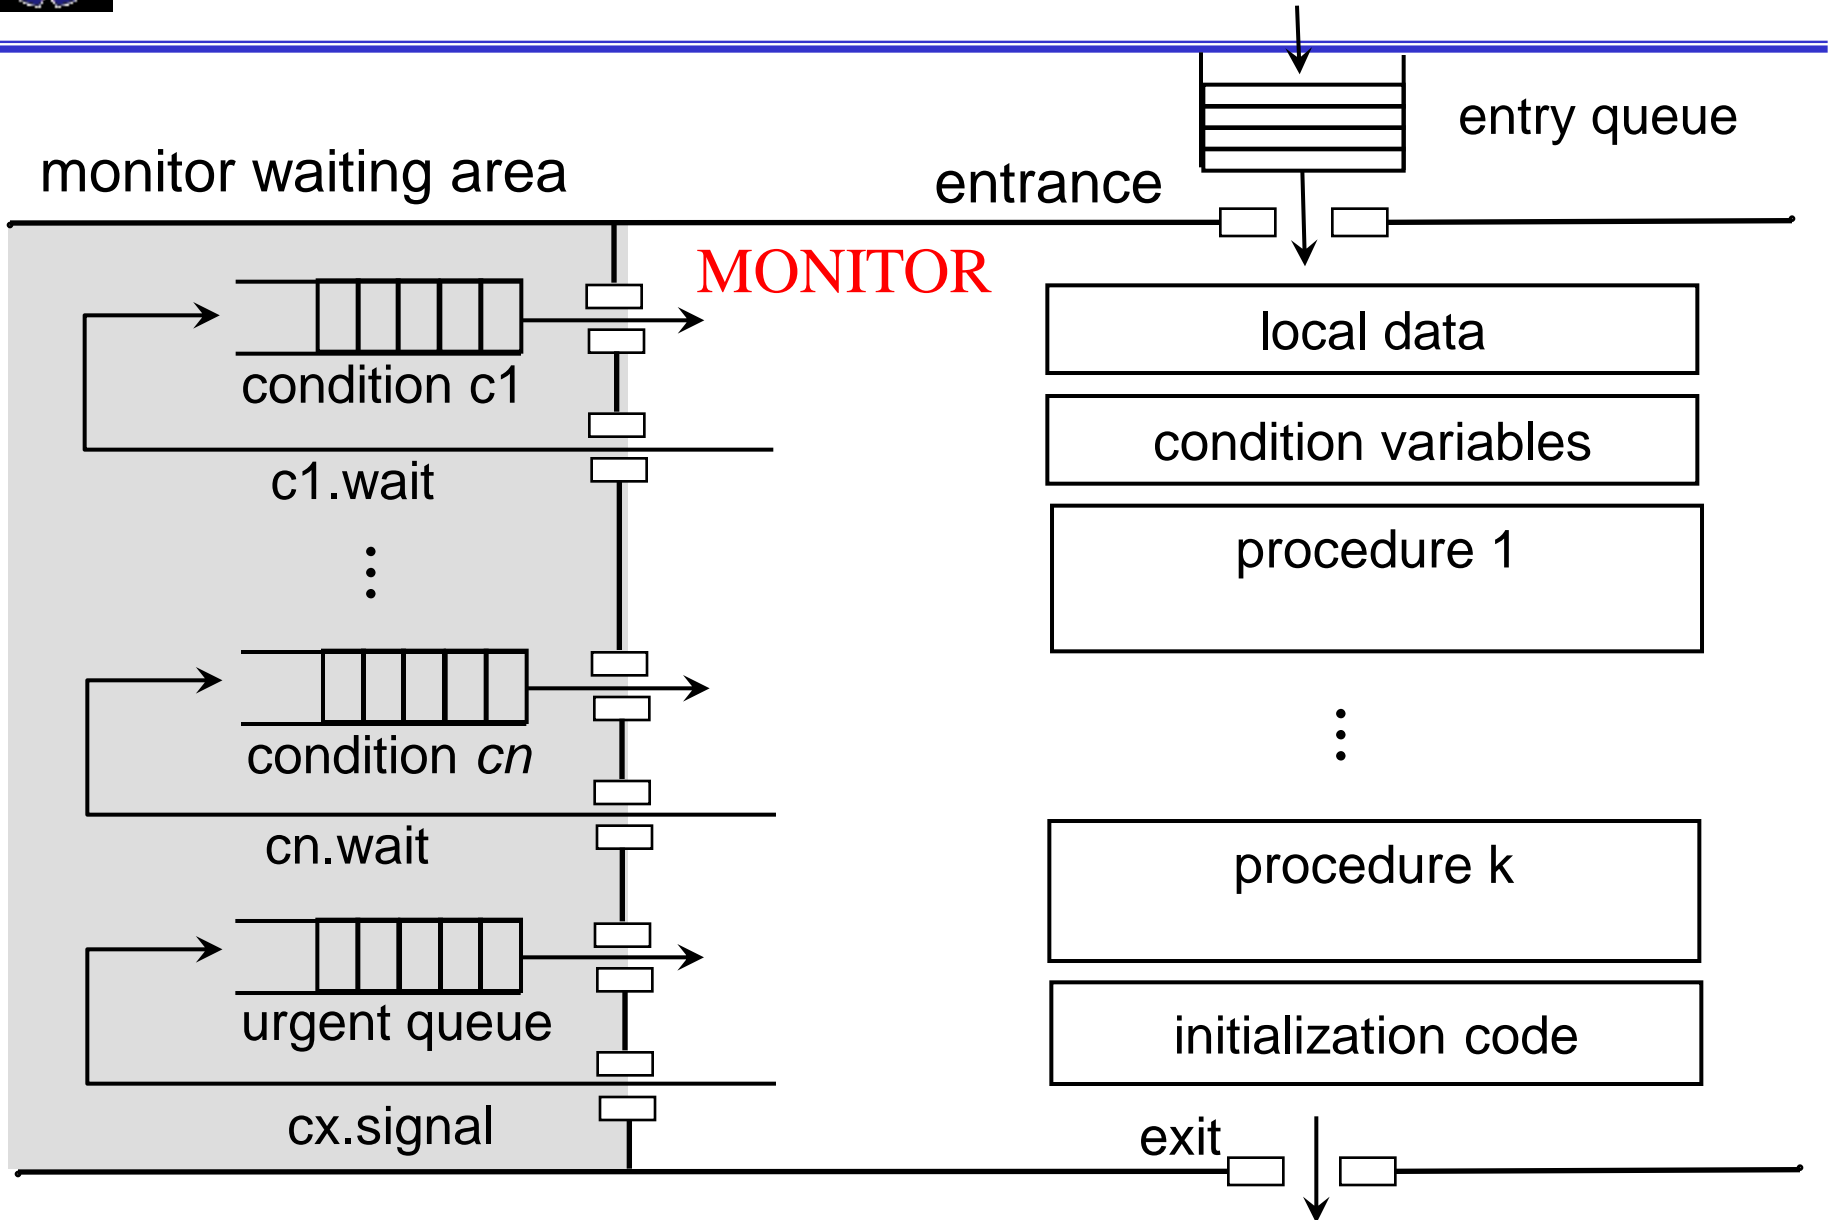 entry queue
monitor waiting area
entrance
MONITOR
condition c1
c1.wait
condition cn
cn.wait
urgent queue
cx.signal
local data
condition variables
procedure 1
procedure k
initialization code
exit